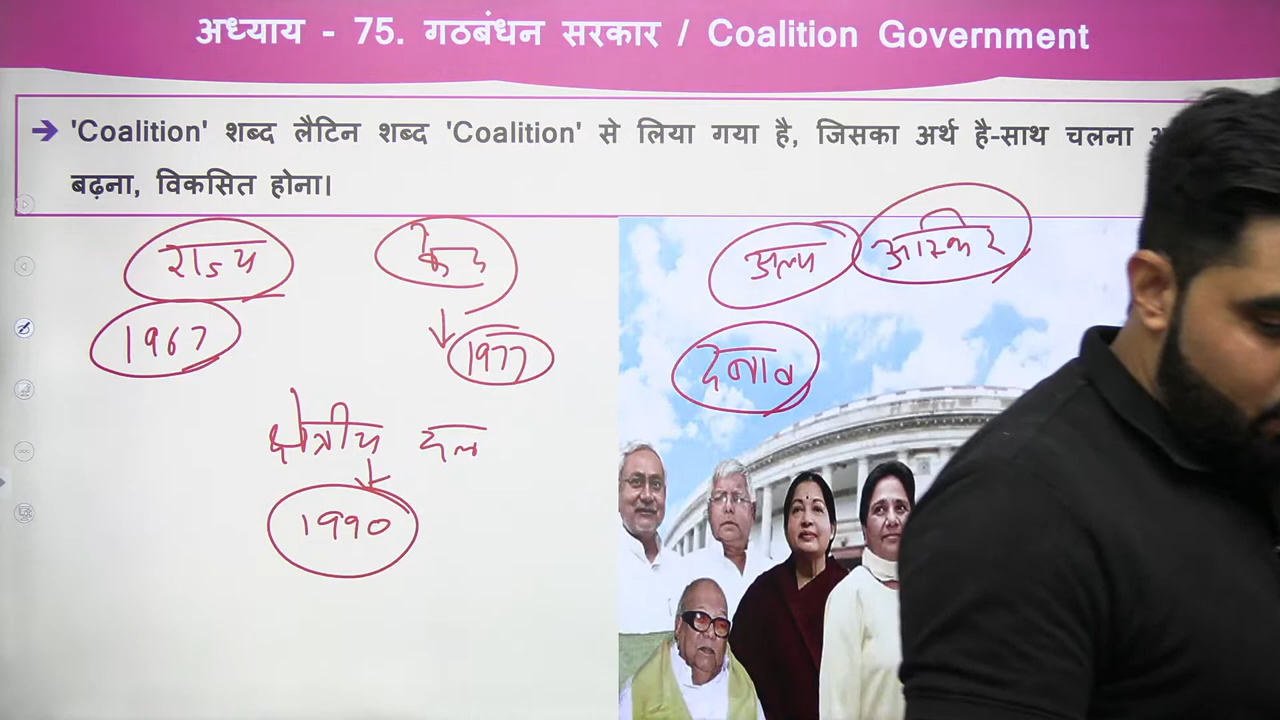 अध्याय - 75. गठबंधन सरकार / Coalition Government
➔ 'Coalition' शब्द लैटिन शब्द 'Coalition' से लिया गया है, जिसका अर्थ है-साथ चलना
बढ़ना, विकसित होना।
राज्य
1967
1977
क्षेत्रीय दल
1990
अल्प
दबाव